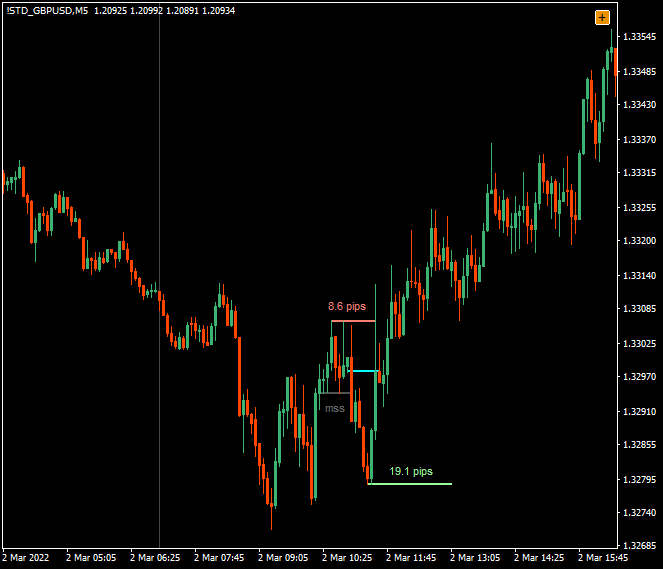 !STD_GBPUSD,M5 1.20925 1.20992 1.20891 1.20934
+
1.33545
1.33485
1.33430
1.33370
1.33315
1.33255
1.33200
1.33140
1.33085
1.33025
1.32970
1.32910
1.32855
1.32795
1.32740
1.32685
8.6 pips
mss
19.1 pips
2 Mar 2022
2 Mar 05:05
2 Mar 06:25
2 Mar 07:45
2 Mar 09:05
2 Mar 10:25
2 Mar 11:45
2 Mar 13:05
2 Mar 14:25
2 Mar 15:45